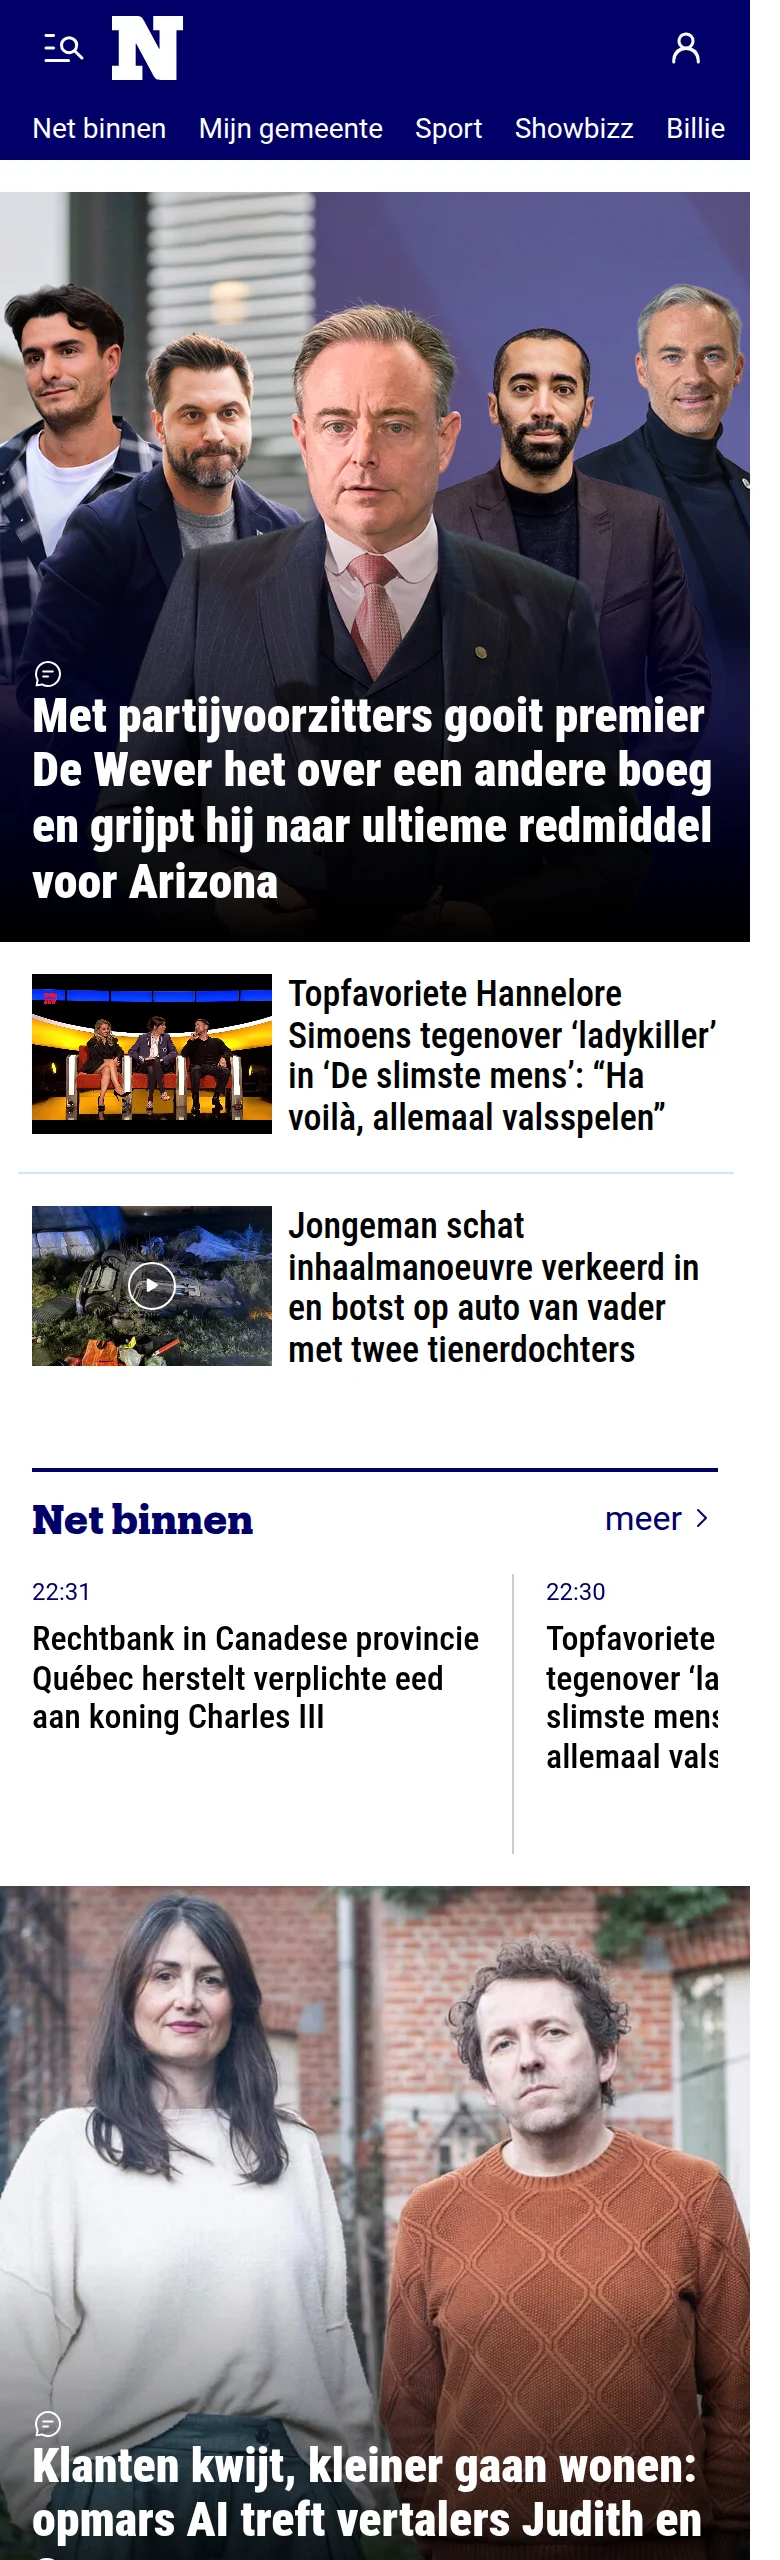 N
Net binnen Mijn gemeente Sport Showbizz Billie
Met partijvoorzitters gooit premier
De Wever het over een andere boeg
en grijpt hij naar ultieme redmiddel
voor Arizona
Topfavoriete Hannelore
Simoens tegenover ‘ladykiller’
in ‘De slimste mens’: “Ha
voilà, allemaal valsspelen”
Jongeman schat
inhaalmanoeuvre verkeerd in
en botst op auto van vader
met twee tienerdochters
Net binnen
meer
22:31
Rechtbank in Canadese provincie
Québec herstelt verplichte eed
aan koning Charles III
22:30
Topfavoriete
tegenover ‘la
slimste mens
allemaal vals
Klanten kwijt, kleiner gaan wonen:
opmars AI treft vertalers Judith en